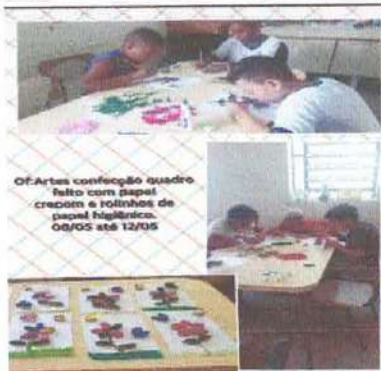 Of:Artes confecção quadro
feito com papel
crepom e rolinhos de
papel higiênico.
08/05 até 12/05